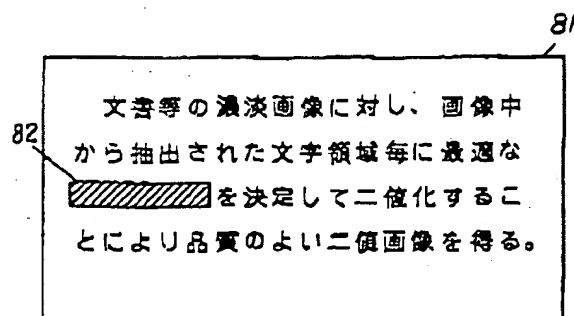 81
文書等の濃淡画像に対し、画像中
82
から抽出された文字領域毎に最適な
を決定して二値化するこ
とにより品質のよい二値画像を得る。